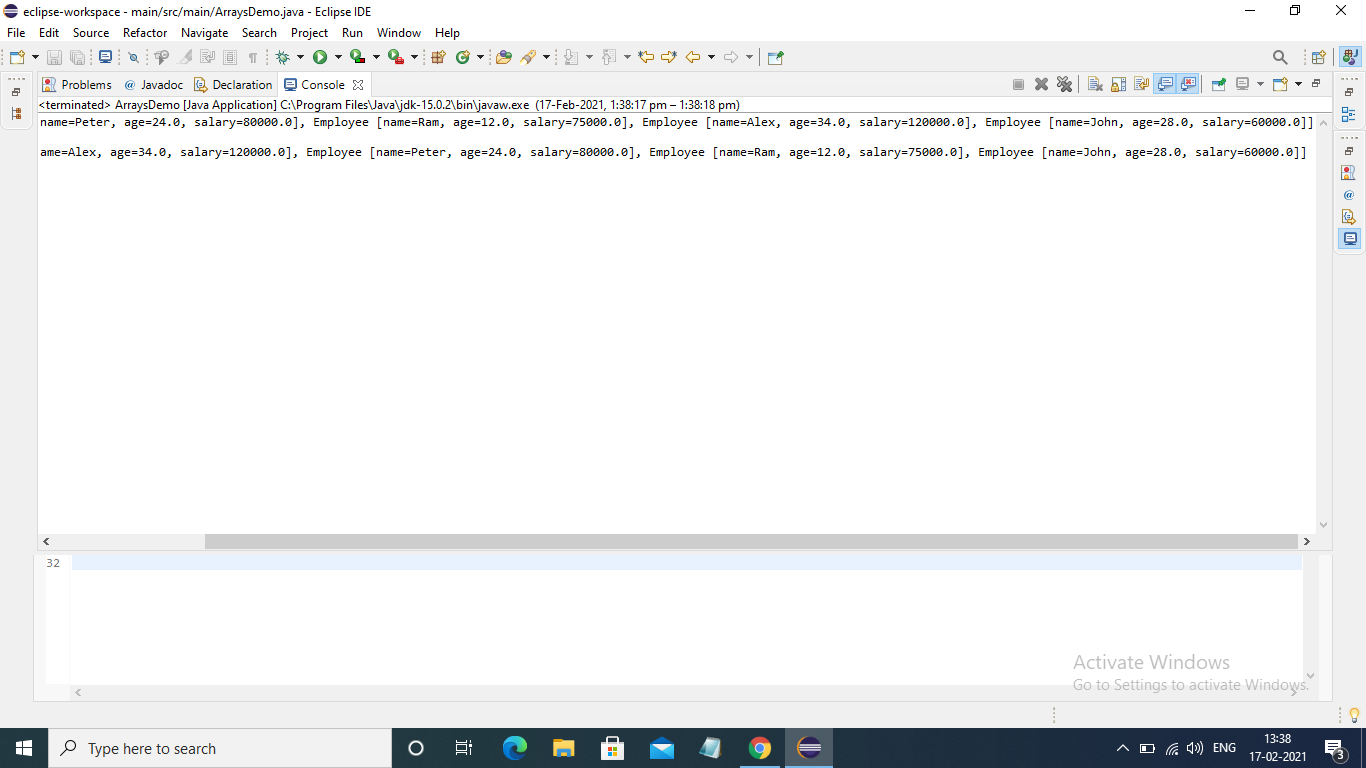 eclipse-workspace - main/src/main/ArraysDemo.java - Eclipse IDE
File Edit Source Refactor Navigate Search Project Run Window Help
Problems @ Javadoc Declaration Console
<terminated> ArraysDemo [Java Application] C:\Program Files\Java\jdk-15.0.2\bin\javaw.exe (17-Feb-2021, 1:38:17 pm – 1:38:18 pm)
name=Peter, age=24.0, salary=80000.0], Employee [name=Ram, age=12.0, salary=75000.0], Employee [name=Alex, age=34.0, salary=120000.0], Employee [name=John, age=28.0, salary=60000.0]]
ame=Alex, age=34.0, salary=120000.0], Employee [name=Peter, age=24.0, salary=80000.0], Employee [name=Ram, age=12.0, salary=75000.0], Employee [name=John, age=28.0, salary=60000.0]]
32
Activate Windows
Go to Settings to activate Windows.
Type here to search
ENG
13:38
17-02-2021
3